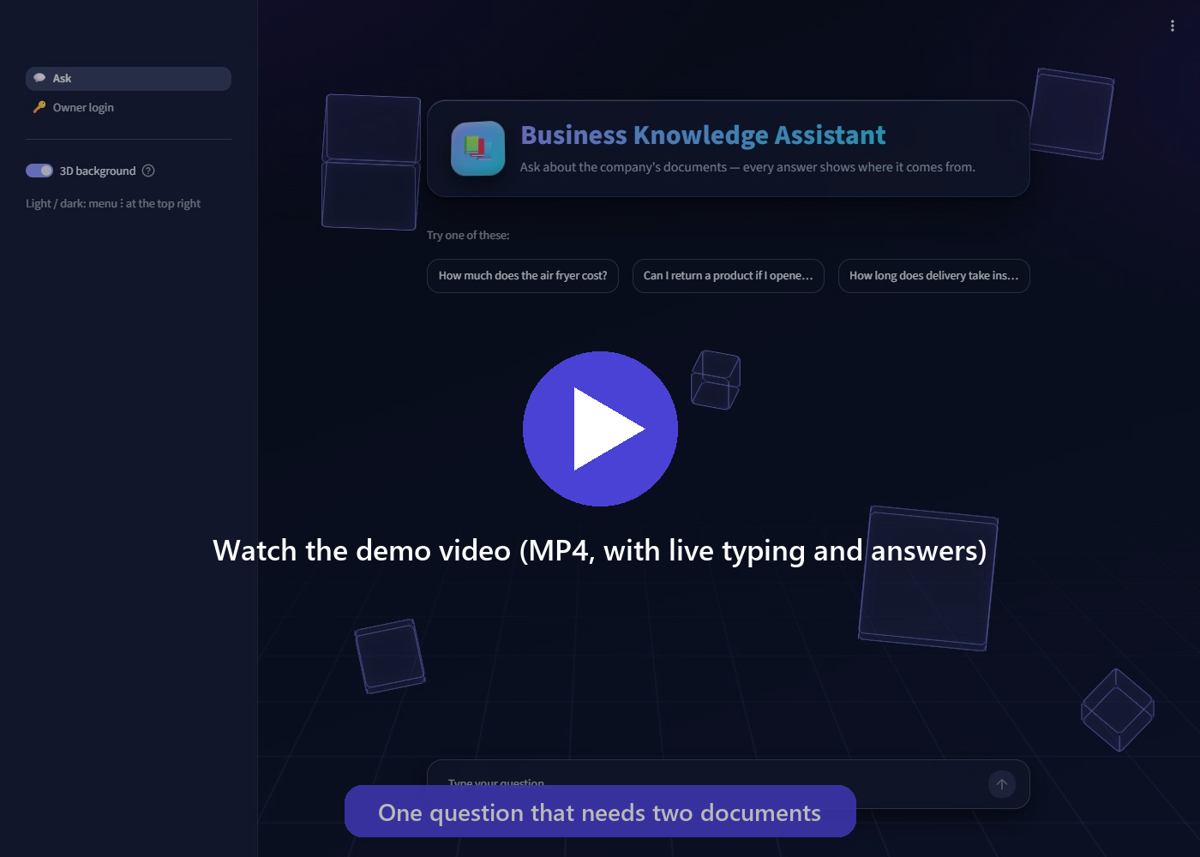 Ask
Owner login
3D background
Light / dark: menu ⋮ at the top right
Business Knowledge Assistant
Ask about the company's documents — every answer shows where it comes from.
Try one of these:
How much does the air fryer cost?
Can I return a product if I opene...
How long does delivery take ins...
Watch the demo video (MP4, with live typing and answers)
Type your question
One question that needs two documents